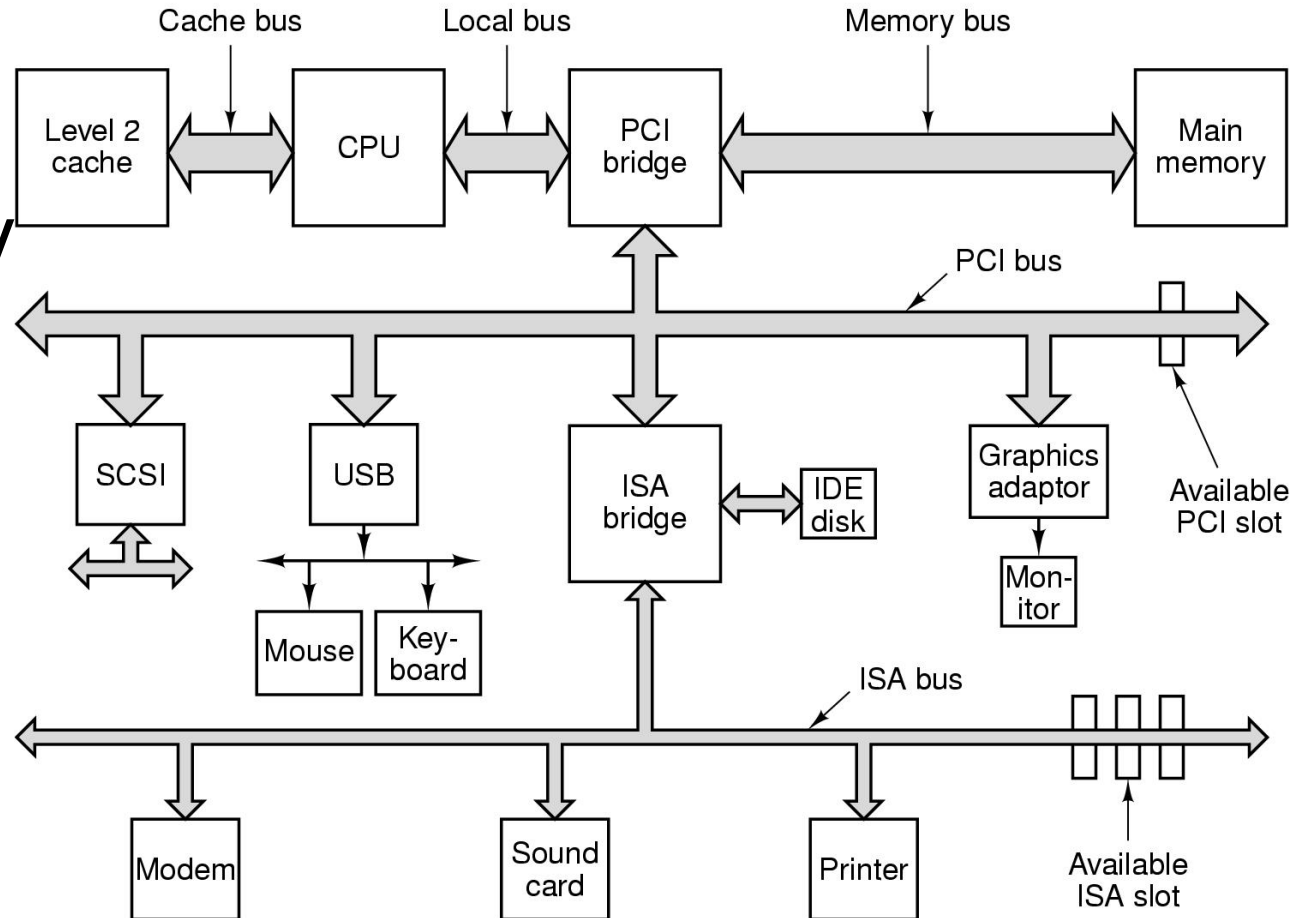 Cache bus
Local bus
Memory bus
Level 2
cache
CPU
PCI
bridge
Main
memory
PCI bus
SCSI
USB
ISA
bridge
IDE
disk
Graphics
adaptor
Available
PCI slot
Mon-
itor
Mouse
Key-
board
ISA bus
Modem
Sound
card
Printer
Available
ISA slot